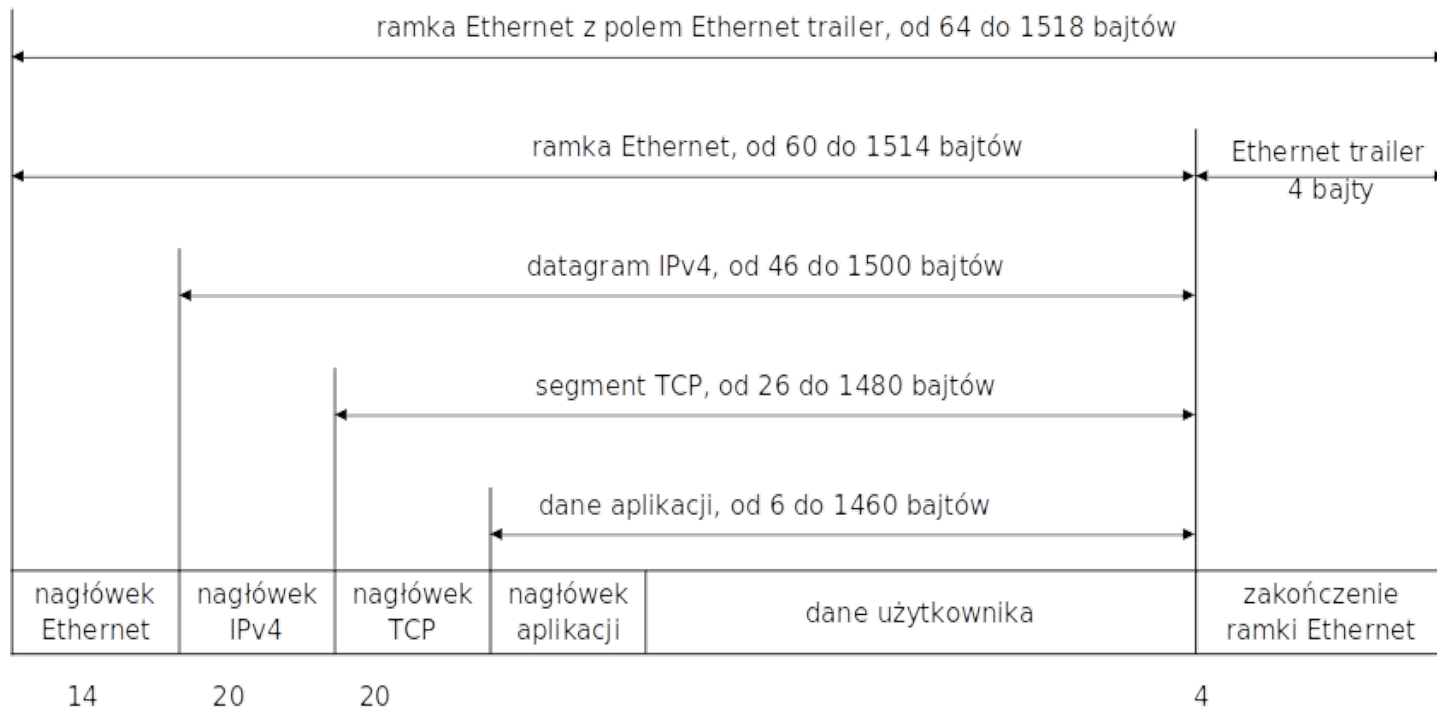 ramka Ethernet z polem Ethernet trailer, od 64 do 1518 bajtów
ramka Ethernet, od 60 do 1514 bajtów
Ethernet trailer
4 bajty
datagram IPv4, od 46 do 1500 bajtów
segment TCP, od 26 do 1480 bajtów
dane aplikacji, od 6 do 1460 bajtów
nagłówek
Ethernet
nagłówek
IPv4
nagłówek
TCP
nagłówek
aplikacji
dane użytkownika
zakończenie
ramki Ethernet
14 20 20 4